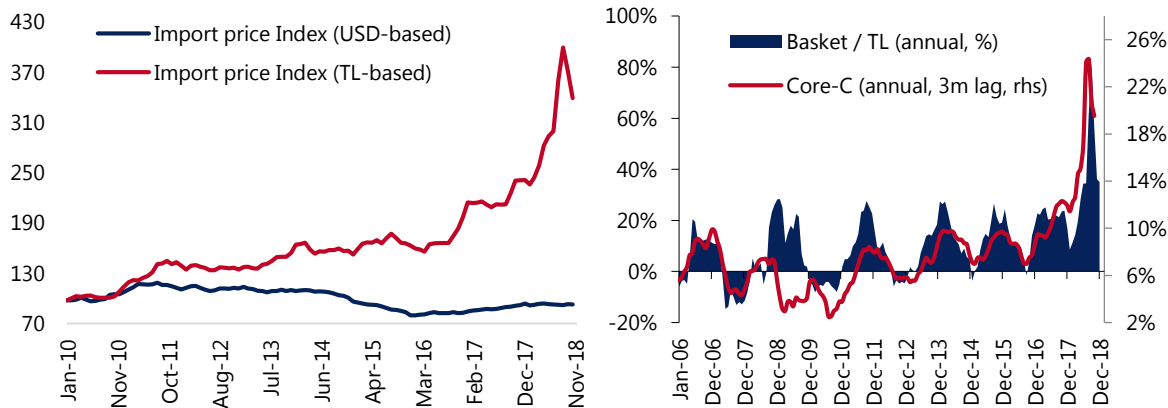 430
370
310
250
190
130
70
Import price Index (USD-based)
Import price Index (TL-based)
Jan-10
Nov-10
Oct-11
Aug-12
Jul-13
Jun-14
Apr-15
Mar-16
Feb-17
Dec-17
Nov-18
100%
80%
60%
40%
20%
0%
-20%
Basket / TL (annual, %)
Core-C (annual, 3m lag, rhs)
26%
22%
18%
14%
10%
6%
2%
Jan-06
Dec-06
Dec-07
Dec-08
Dec-09
Dec-10
Dec-11
Dec-12
Dec-13
Dec-14
Dec-15
Dec-16
Dec-17
Dec-18